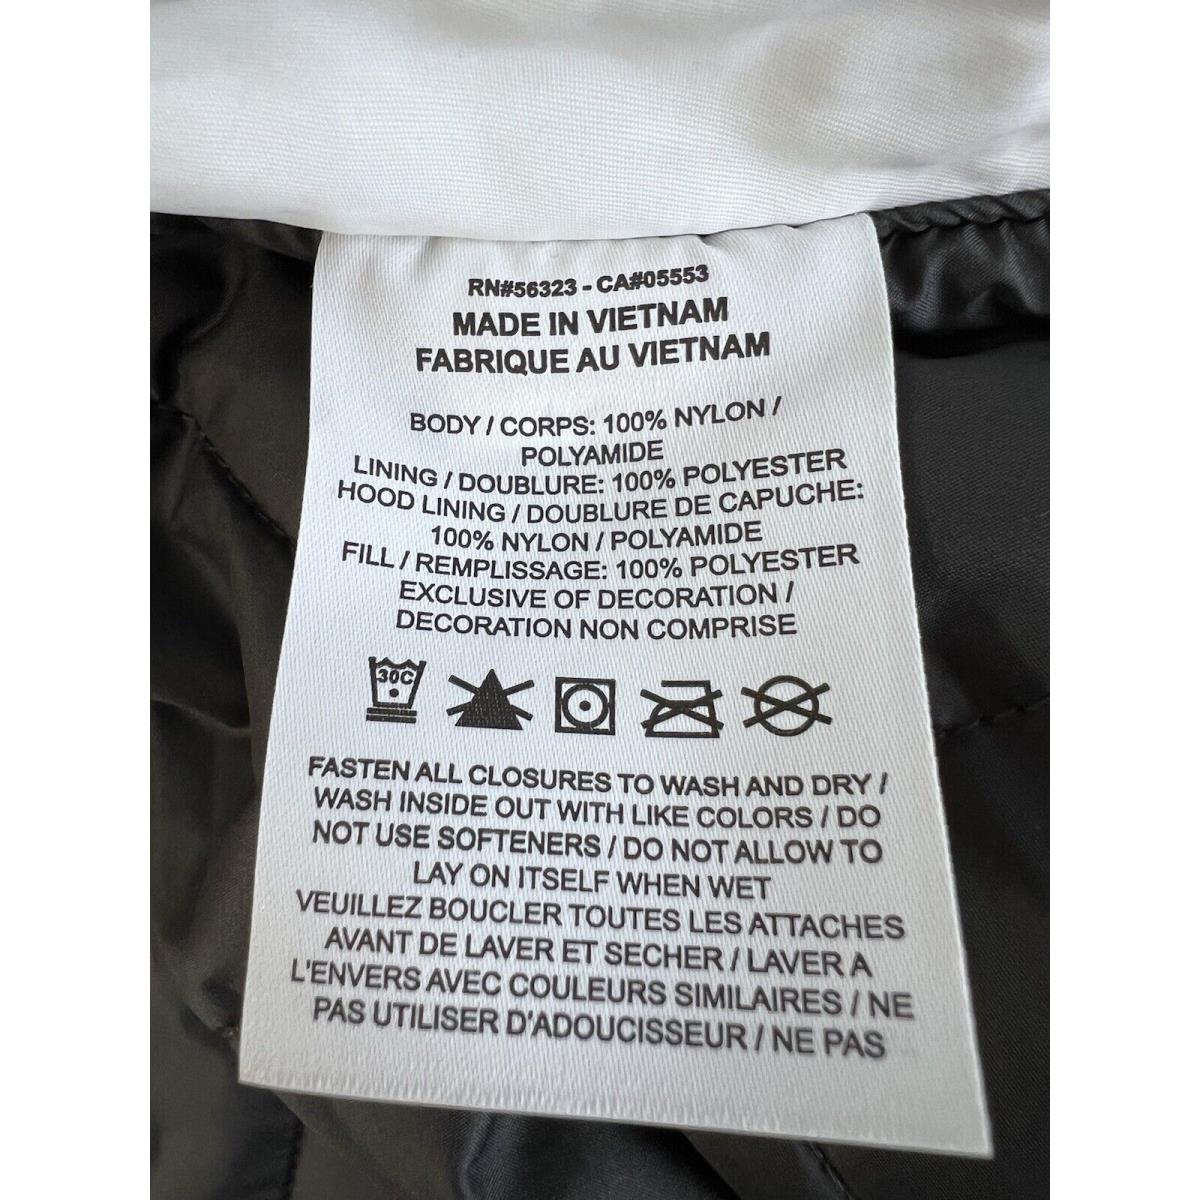 RN#56323 - CA#05553
MADE IN VIETNAM
FABRIQUE AU VIETNAM
BODY / CORPS: 100% NYLON /
POLYAMIDE
LINING / DOUBLURE: 100% POLYESTER
HOOD LINING / DOUBLURE DE CAPUCHE:
100% NYLON / POLYAMIDE
FILL / REMPLISSAGE: 100% POLYESTER
EXCLUSIVE OF DECORATION /
DECORATION NON COMPRISE
30C
FASTEN ALL CLOSURES TO WASH AND DRY /
WASH INSIDE OUT WITH LIKE COLORS / DO
NOT USE SOFTENERS / DO NOT ALLOW TO
LAY ON ITSELF WHEN WET
VEUILLEZ BOUCLER TOUTES LES ATTACHES
AVANT DE LAVER ET SECHER / LAVER A
L'ENVERS AVEC COULEURS SIMILAIRES / NE
PAS UTILISER D'ADOUCISSEUR / NE PAS